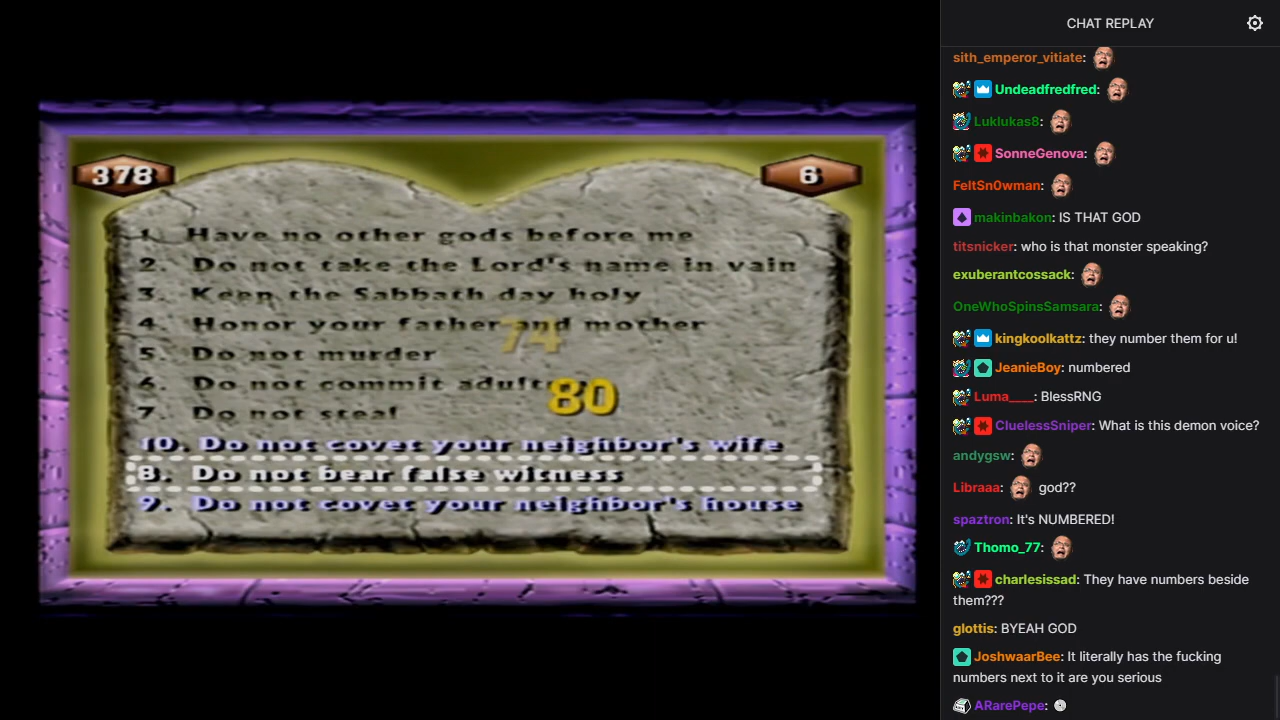 CHAT REPLAY
378
6
1. Have no other gods before me
2. Do not take the Lord's name in vain
3. Keep the Sabbath day holy
4. Honor your father and mother
74
5. Do not murder
6. Do not commit adultery
80
7. Do not steal
10. Do not covet your neighbor's wife
8. Do not bear false witness
9. Do not covet your neighbor's house
sith_emperor_vitiate:
Undeadfredfred:
Luklukas8:
SonneGenova:
FeltSn0wman:
makinbakon: IS THAT GOD
titsnicker: who is that monster speaking?
exuberantcossack:
OneWhoSpinsSamsara:
kingkoolkattz: they number them for u!
JeanieBoy: numbered
Luma____: BlessRNG
CluelessSniper: What is this demon voice?
andygsw:
Libraaa: god??
spaztron: It's NUMBERED!
Thomo_77:
charlesissad: They have numbers beside
them???
glottis: BYEAH GOD
JoshwaarBee: It literally has the fucking
numbers next to it are you serious
ARarePepe: